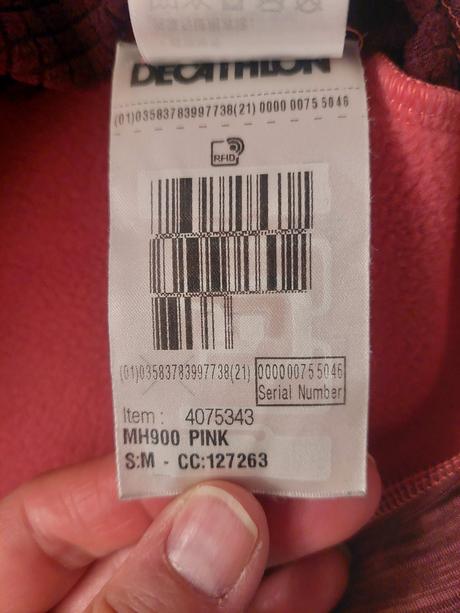 DECATHLON
(01)03583783997738(21) 0000 0075 5046
RFID
(01)03583783997738(21) 000000755046
Serial Number
Item : 4075343
MH900 PINK
S:M - CC:127263